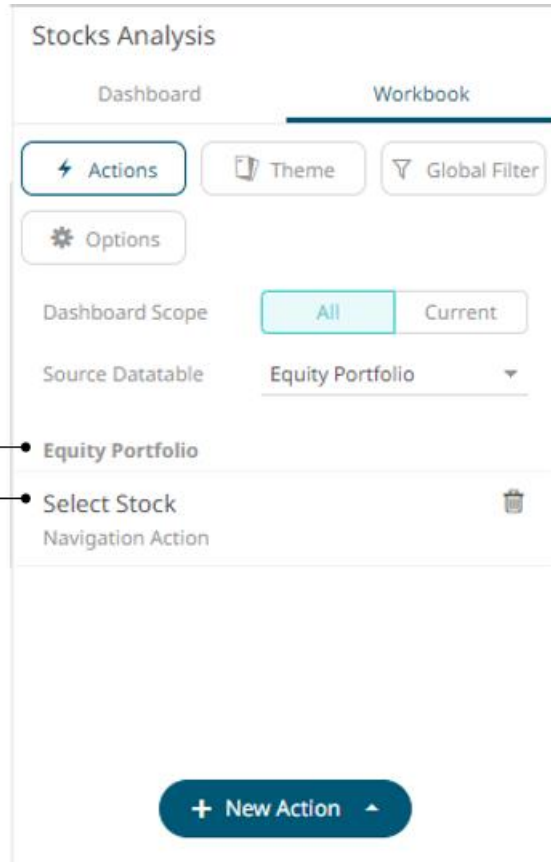 Stocks Analysis
Dashboard Workbook
Actions Theme Global Filter
Options
Dashboard Scope All Current
Source Datatable Equity Portfolio
Equity Portfolio
Select Stock
Navigation Action
+ New Action